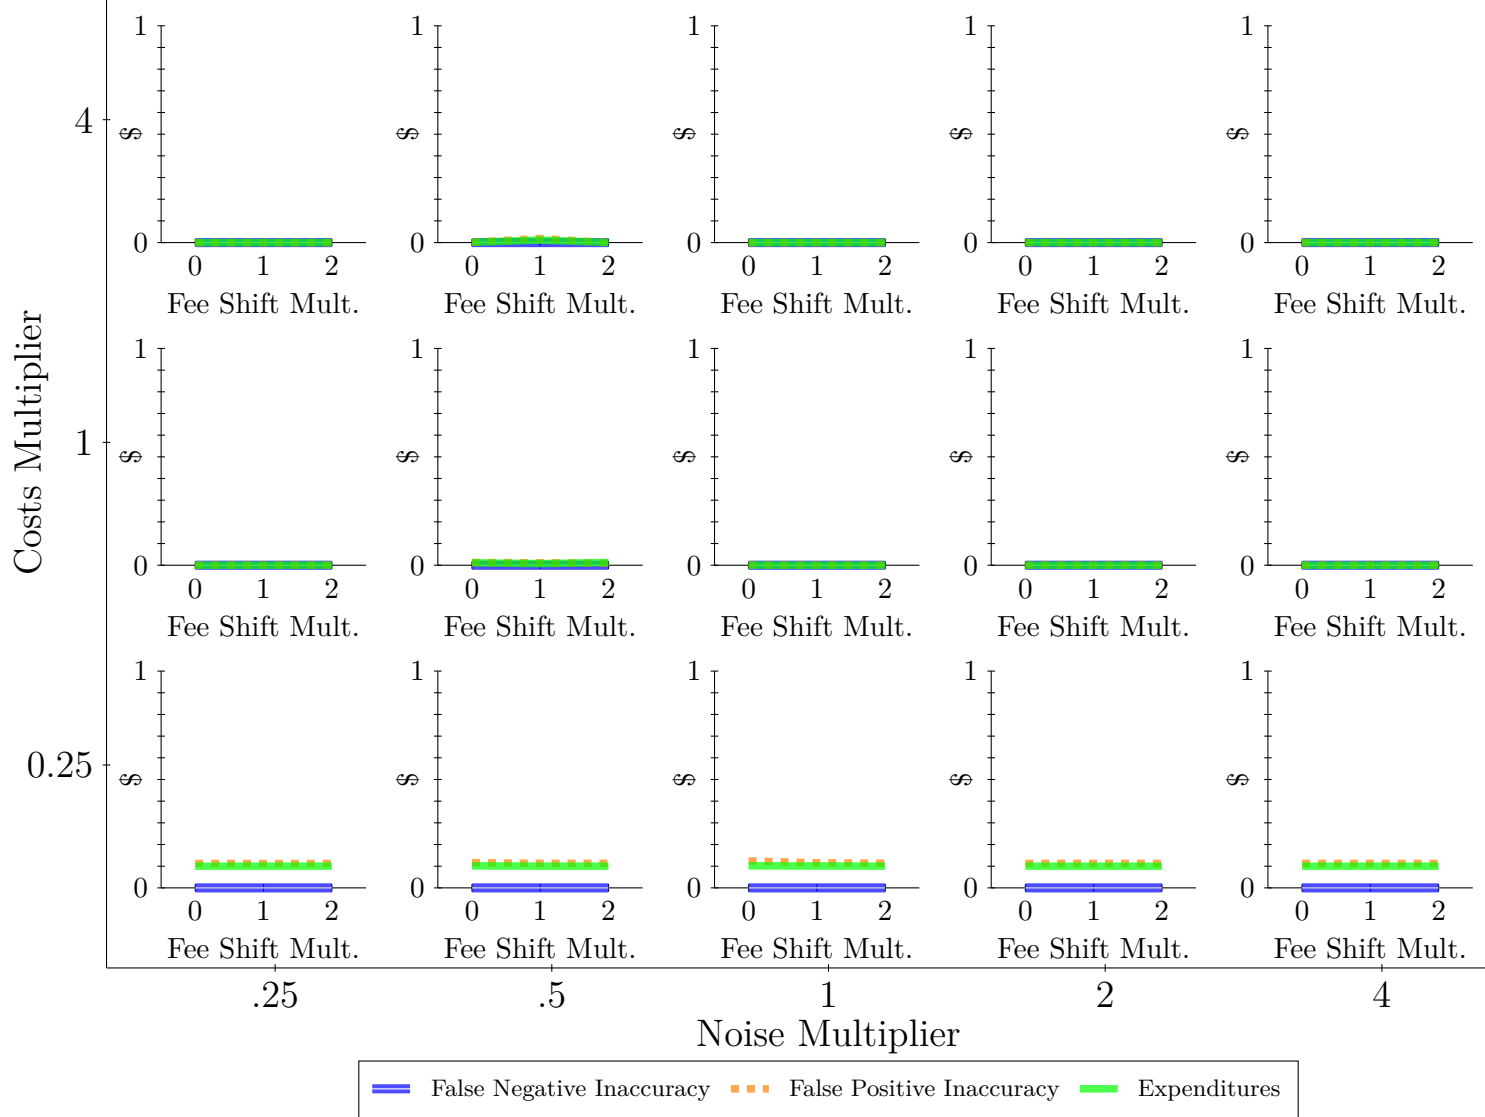 Costs Multiplier
4
1
0.25
1
$
0
0 1 2
Fee Shift Mult.
1
$
0
0 1 2
Fee Shift Mult.
1
$
0
0 1 2
Fee Shift Mult.
1
$
0
0 1 2
Fee Shift Mult.
1
$
0
0 1 2
Fee Shift Mult.
1
$
0
0 1 2
Fee Shift Mult.
1
$
0
0 1 2
Fee Shift Mult.
1
$
0
0 1 2
Fee Shift Mult.
1
$
0
0 1 2
Fee Shift Mult.
1
$
0
0 1 2
Fee Shift Mult.
1
$
0
0 1 2
Fee Shift Mult.
1
$
0
0 1 2
Fee Shift Mult.
1
$
0
0 1 2
Fee Shift Mult.
1
$
0
0 1 2
Fee Shift Mult.
1
$
0
0 1 2
Fee Shift Mult.
.25 .5 1 2 4
Noise Multiplier
False Negative Inaccuracy False Positive Inaccuracy Expenditures